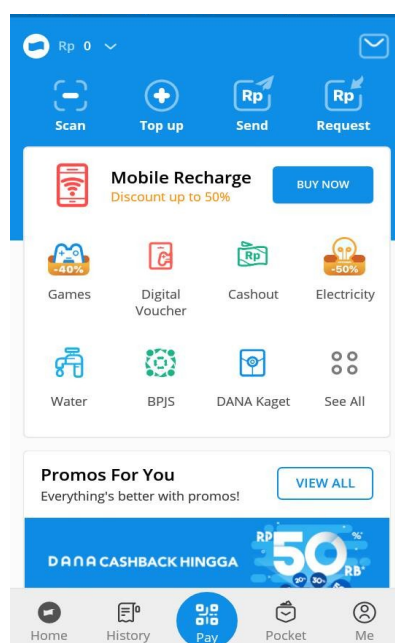 Rp 0
Rp Rp
Scan Top up Send Request
Mobile Recharge
Discount up to 50%
BUY NOW
-40% Rp -50%
Games Digital Voucher Cashout Electricity
Water BPJS DANA Kaget See All
Promos For You
Everything's better with promos!
VIEW ALL
DANA CASHBACK HINGGA
RP 50 %
RB
20% 30%
Home History Pay Pocket Me